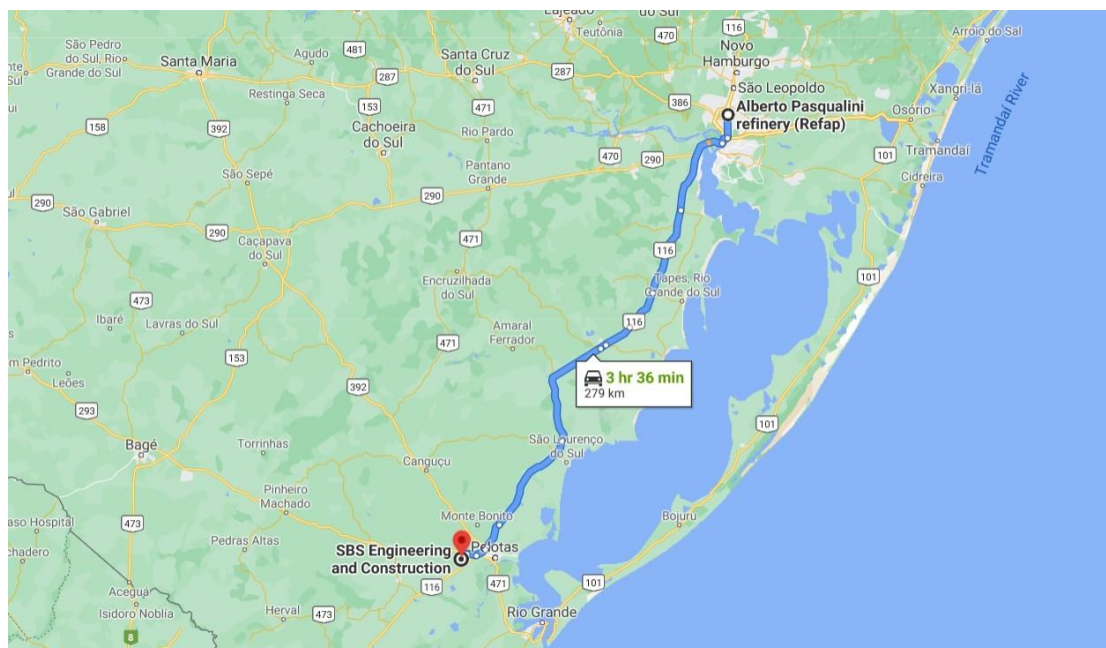 Lajeado
do Sul
Teutônia
116
470
Arroio do Sal
São Pedro
do Sul, Rio
Grande do Sul
Santa Maria
Agudo
481
Santa Cruz
do Sul
287
Novo
Hamburgo
São Leopoldo
Xangri-lá
287
Restinga Seca
153
471
386
Alberto Pasqualini
refinery (Refap)
Osório
158
392
Cachoeira
do Sul
Rio Pardo
Tramandaí
Tramandaí River
470
290
101
Pantano
Grande
São Sepé
Cidreira
290
290
São Gabriel
290
Caçapava
do Sul
471
116
101
Encruzilhada
do Sul
Tapes, Rio
Grande do Sul
473
Ibaré
Lavras do Sul
116
Amaral
Ferrador
471
153
om Pedrito
Leões
3 hr 36 min
279 km
392
293
101
Bagé
Torrinhas
São Lourenço
do Sul
Canguçu
Pinheiro
Machado
473
Monte Bonito
Bojuru
aso Hospital
Pedras Altas
SBS Engineering
and Construction
Pelotas
116
471
101
Aceguá
Isidoro Noblía
Herval
473
Rio Grande
8